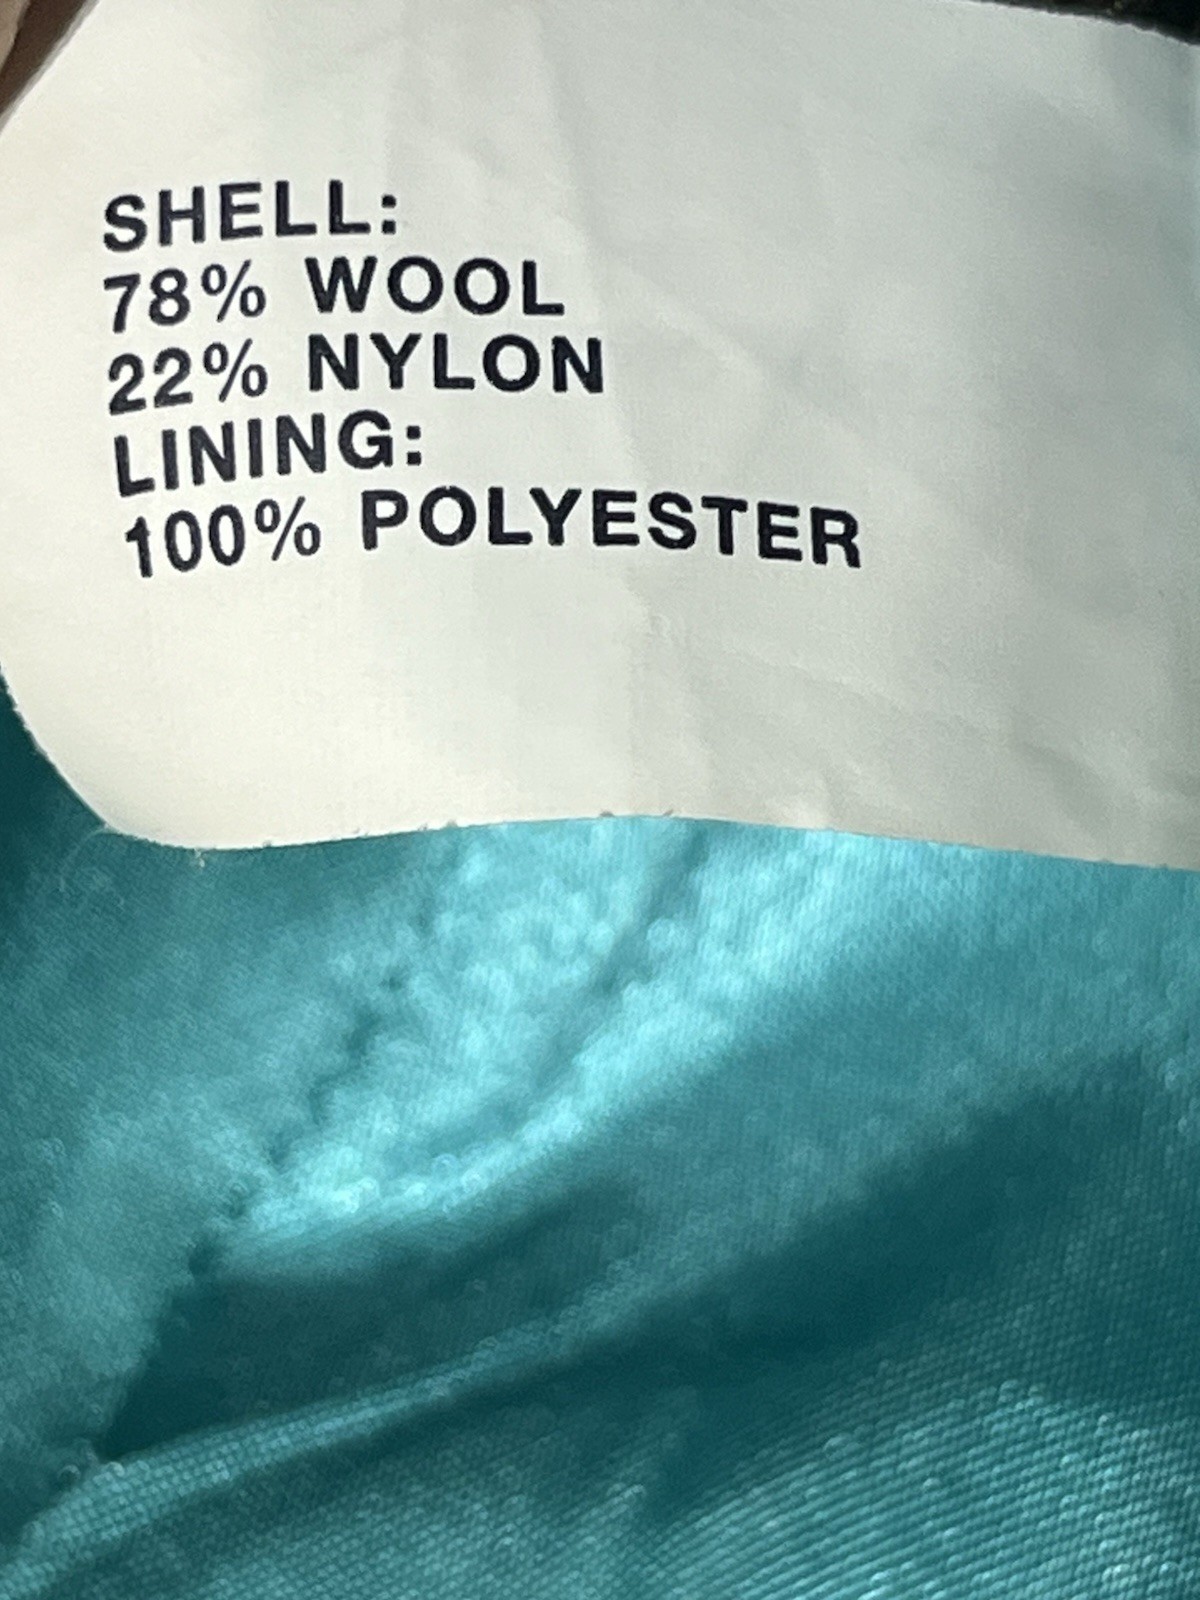 SHELL:
78% WOOL
22% NYLON
LINING:
100% POLYESTER